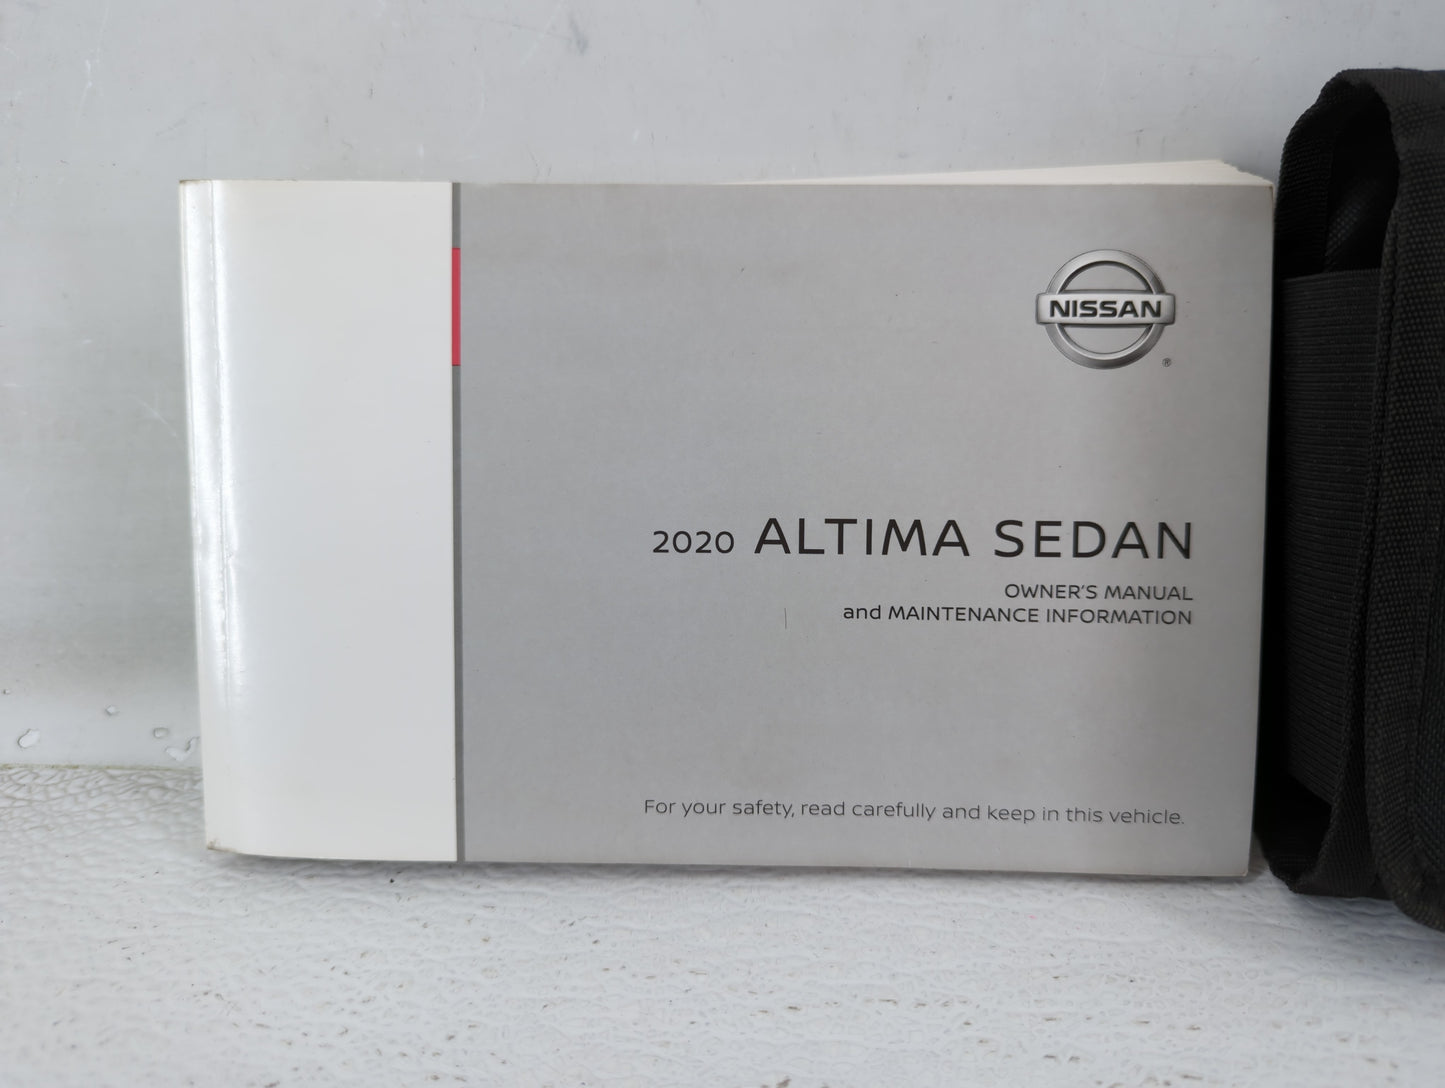 NISSAN
®
2020 ALTIMA SEDAN
OWNER'S MANUAL
and MAINTENANCE INFORMATION
For your safety, read carefully and keep in this vehicle.